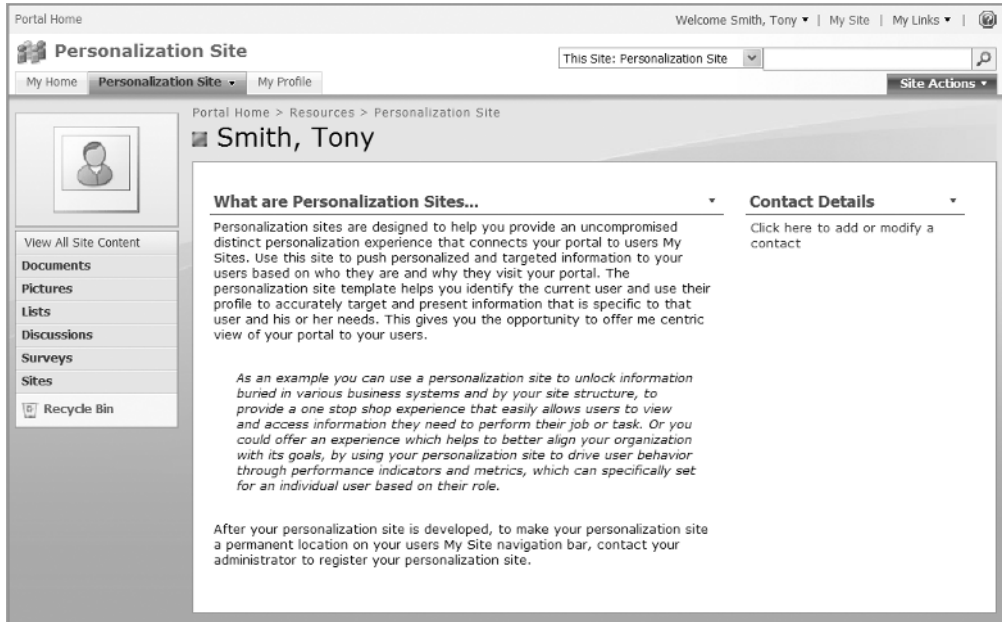 Portal Home
Welcome Smith, Tony | My Site | My Links |
Personalization Site
This Site: Personalization Site
My Home Personalization Site My Profile
Site Actions
Portal Home > Resources > Personalization Site
Smith, Tony
View All Site Content
Documents
Pictures
Lists
Discussions
Surveys
Sites
Recycle Bin
What are Personalization Sites...
Personalization sites are designed to help you provide an uncompromised
distinct personalization experience that connects your portal to users My
Sites. Use this site to push personalized and targeted information to your
users based on who they are and why they visit your portal. The
personalization site template helps you identify the current user and use their
profile to accurately target and present information that is specific to that
user and his or her needs. This gives you the opportunity to offer me centric
view of your portal to your users.
As an example you can use a personalization site to unlock information
buried in various business systems and by your site structure, to
provide a one stop shop experience that easily allows users to view
and access information they need to perform their job or task. Or you
could offer an experience which helps to better align your organization
with its goals, by using your personalization site to drive user behavior
through performance indicators and metrics, which can specifically set
for an individual user based on their role.
After your personalization site is developed, to make your personalization site
a permanent location on your users My Site navigation bar, contact your
administrator to register your personalization site.
Contact Details
Click here to add or modify a
contact